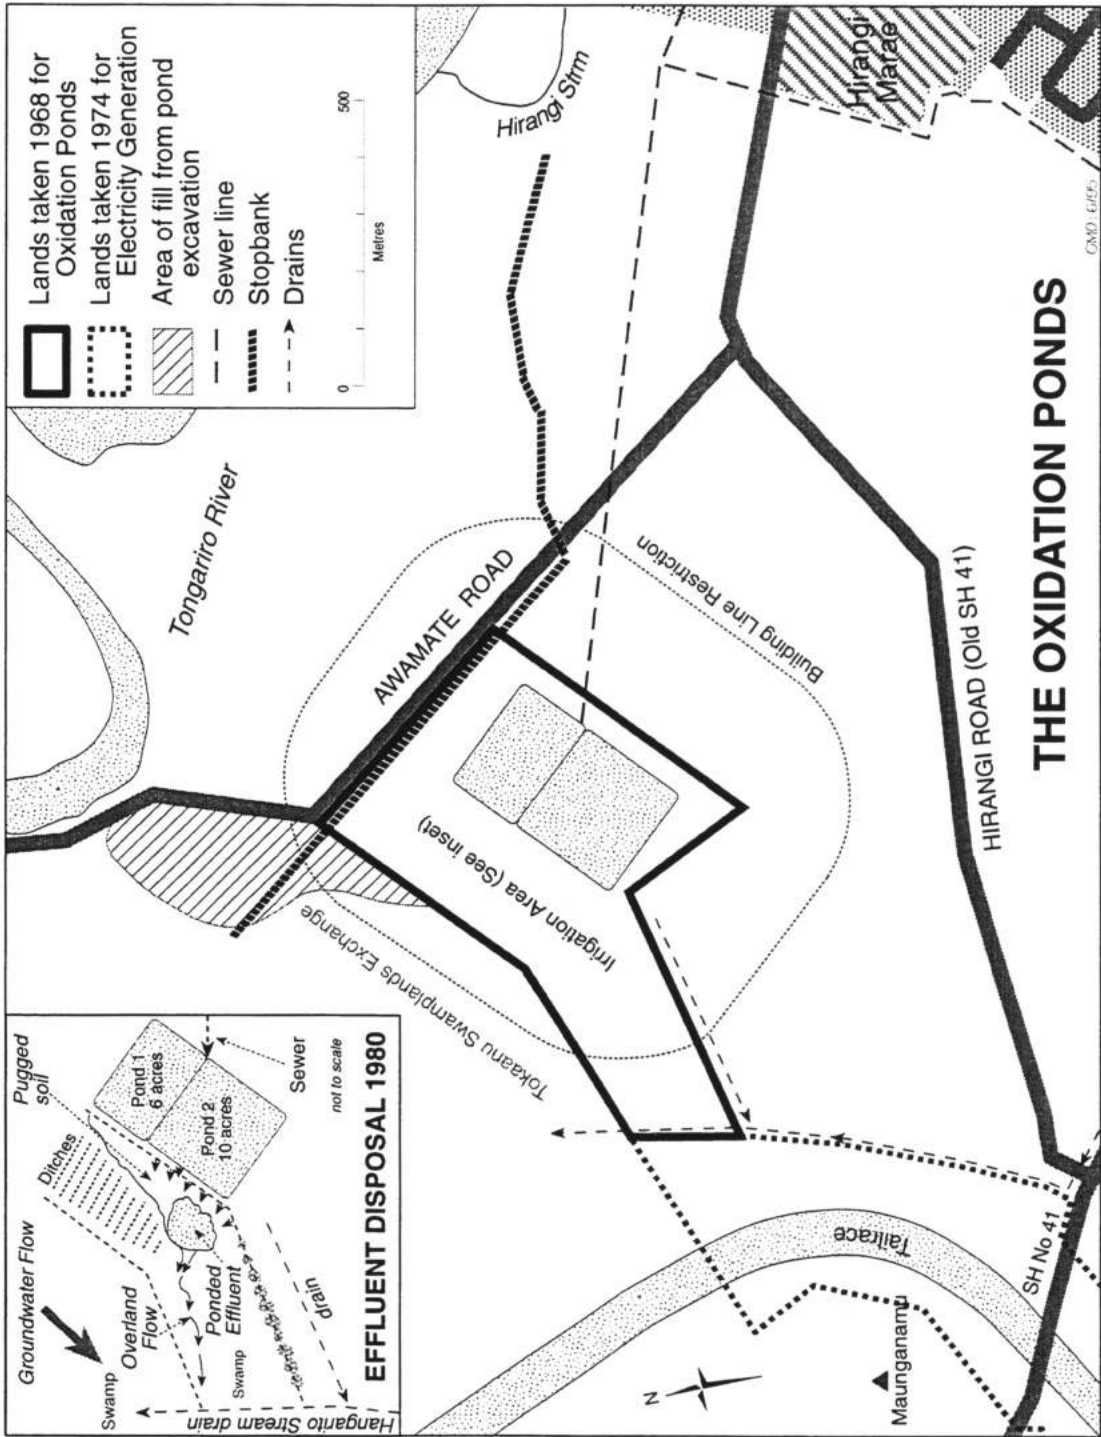 Lands taken 1968 for
Oxidation Ponds
Lands taken 1974 for
Electricity Generation
Area of fill from pond
excavation
Sewer line
Stopbank
Drains
0
500
Metres
Tongariro River
Hirangi Strm
AWAMATE ROAD
Hirangi
Marae
Building Line Restriction
Irrigation Area (See inset)
Tokaanu Swamplands Exchange
HIRANGI ROAD (Old SH 41)
SH No 41
Tailrace
Maunganamu
N
THE OXIDATION PONDS
Groundwater Flow
Pugged
soil
Ditches
Pond 1
6 acres
Pond 2
10 acres
Sewer
not to scale
Overland
Flow
Ponded
Effluent
Swamp
Swamp
drain
Hangarito Stream drain
EFFLUENT DISPOSAL 1980